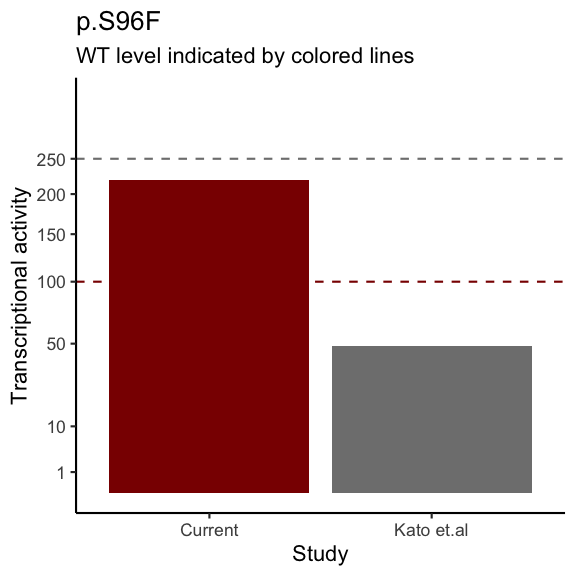 p.S96F
WT level indicated by colored lines
250
200
150
100
50
10
1
Transcriptional activity
Current
Kato et.al
Study